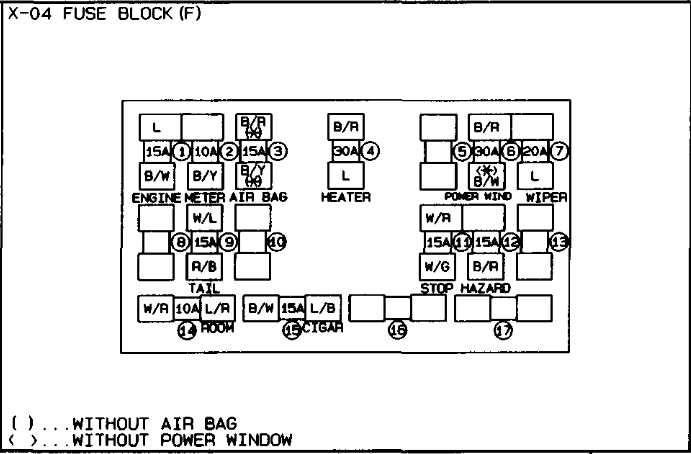 X-04 FUSE BLOCK (F)
L B/R B/R B/R
(*)
15A 1 10A 2 15A 3 30A 4 5 30A 6 20A 7
B/W B/Y B/Y L <*> L
(*) B/W
ENGINE METER AIR BAG HEATER POWER WIND WIPER
W/L W/R
8 15A 9 10 15A 11 15A 12 13
R/B W/G B/R
TAIL STOP HAZARD
W/R 10A L/R B/W 15A L/B
14 ROOM 15 CIGAR 16 17
( )...WITHOUT AIR BAG
< >...WITHOUT POWER WINDOW